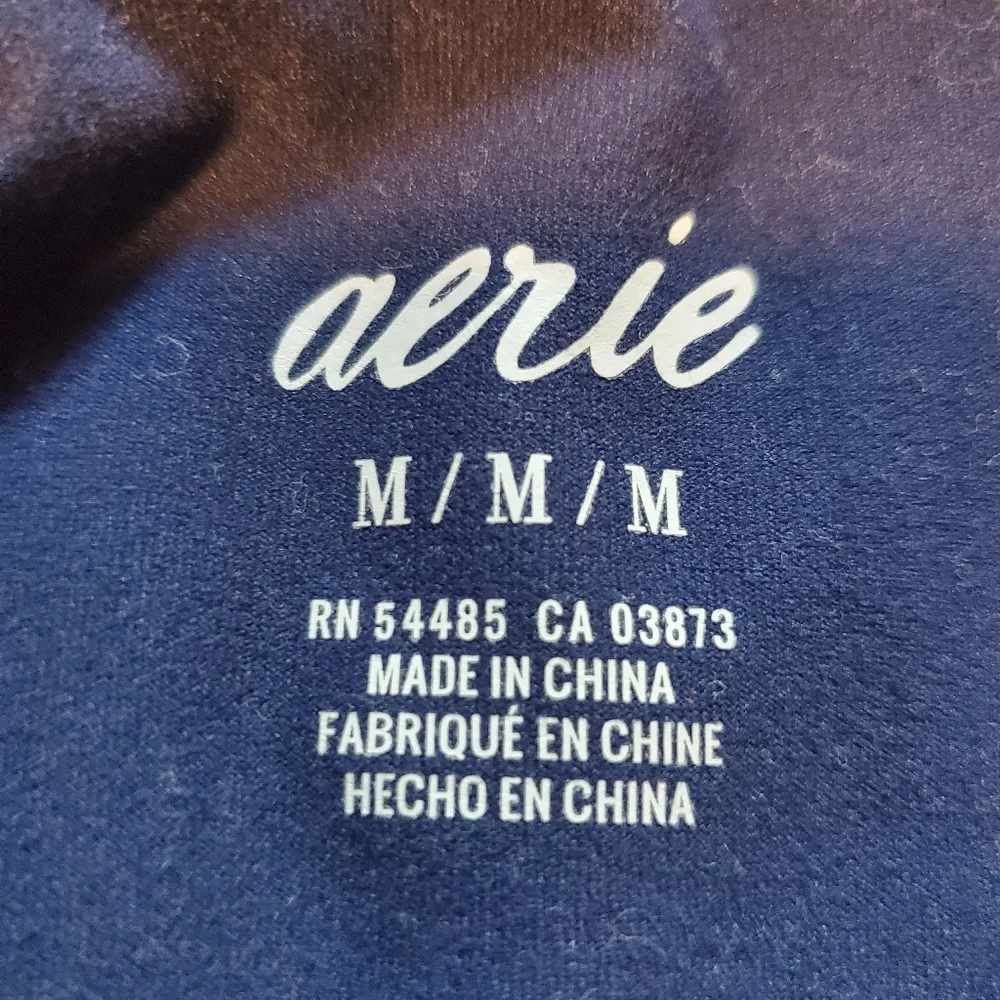 aerie
M / M / M
RN 54485 CA 03873
MADE IN CHINA
FABRIQUÉ EN CHINE
HECHO EN CHINA